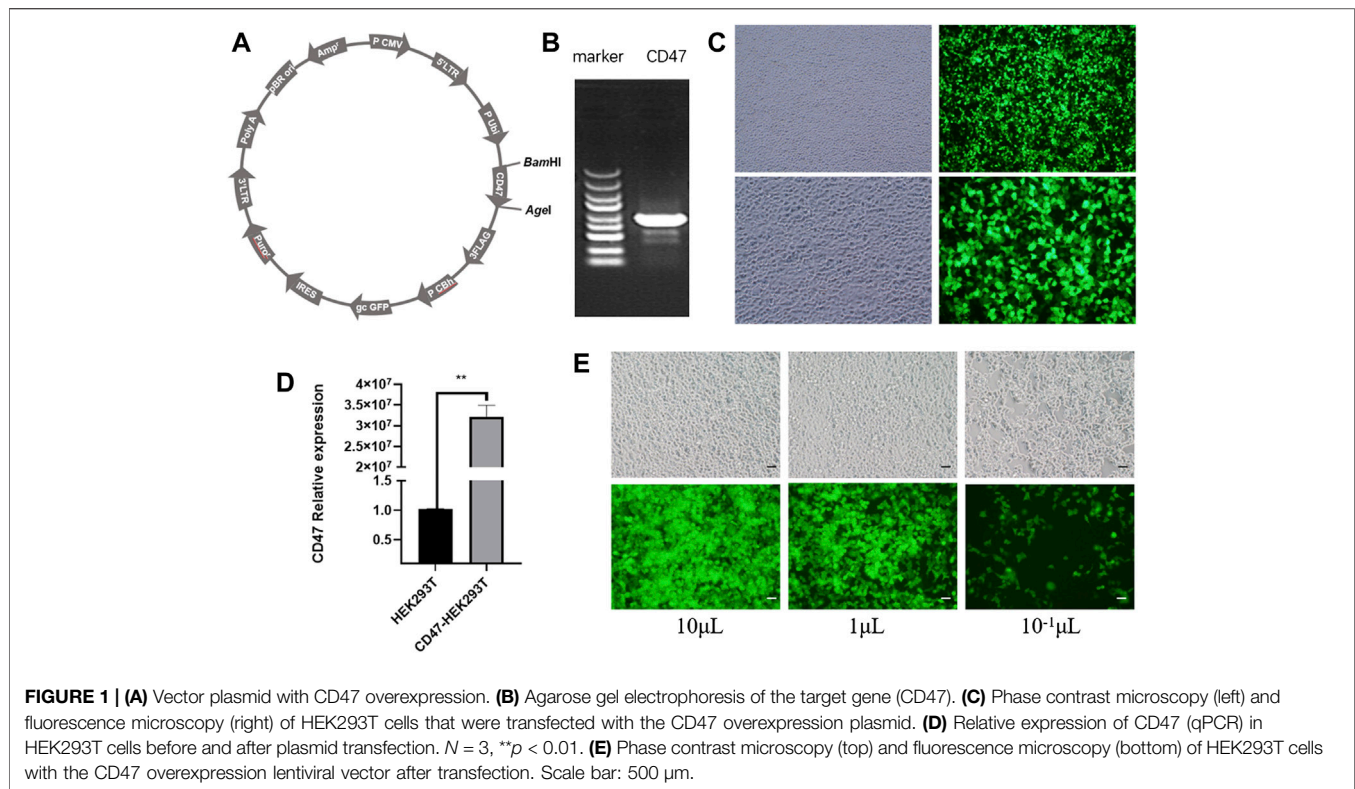 A
P CMV
5'LTR
P Ubi
BamHI
CD47
AgeI
3FLAG
P CBh
gc GFP
IRES
Puroʳ
3'LTR
Poly A
pBR ori
Ampʳ
B
marker CD47
C
D
**
CD47 Relative expression
4×10⁷
3.5×10⁷
3×10⁷
2.5×10⁷
2×10⁷
1.5
1.0
0.5
HEK293T
CD47-HEK293T
E
10μL 1μL 10⁻¹μL
FIGURE 1 | (A) Vector plasmid with CD47 overexpression. (B) Agarose gel electrophoresis of the target gene (CD47). (C) Phase contrast microscopy (left) and
fluorescence microscopy (right) of HEK293T cells that were transfected with the CD47 overexpression plasmid. (D) Relative expression of CD47 (qPCR) in
HEK293T cells before and after plasmid transfection. N = 3, **p < 0.01. (E) Phase contrast microscopy (top) and fluorescence microscopy (bottom) of HEK293T cells
with the CD47 overexpression lentiviral vector after transfection. Scale bar: 500 μm.